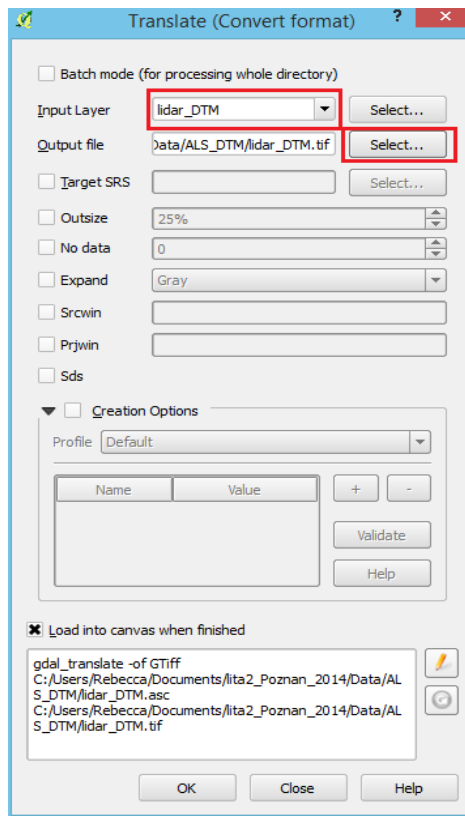 Translate (Convert format)
?
x
Batch mode (for processing whole directory)
Input Layer
lidar_DTM
Select...
Output file
Data/ALS_DTM/lidar_DTM.tif
Select...
Target SRS
Select...
Outsize
25%
No data
0
Expand
Gray
Srcwin
Prjwin
Sds
Creation Options
Profile
Default
Name
Value
+
-
Validate
Help
Load into canvas when finished
gdal_translate -of GTiff
C:/Users/Rebecca/Documents/lita2_Poznan_2014/Data/AL
S_DTM/lidar_DTM.asc
C:/Users/Rebecca/Documents/lita2_Poznan_2014/Data/AL
S_DTM/lidar_DTM.tif
OK
Close
Help